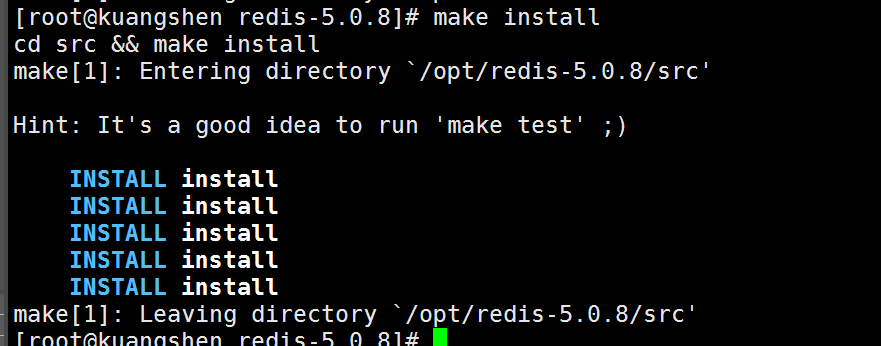 [root@kuangshen redis-5.0.8]# make install
cd src && make install
make[1]: Entering directory `/opt/redis-5.0.8/src'
Hint: It's a good idea to run 'make test' ;)
INSTALL install
INSTALL install
INSTALL install
INSTALL install
INSTALL install
make[1]: Leaving directory `/opt/redis-5.0.8/src'
[root@kuangshen redis-5.0.8]#